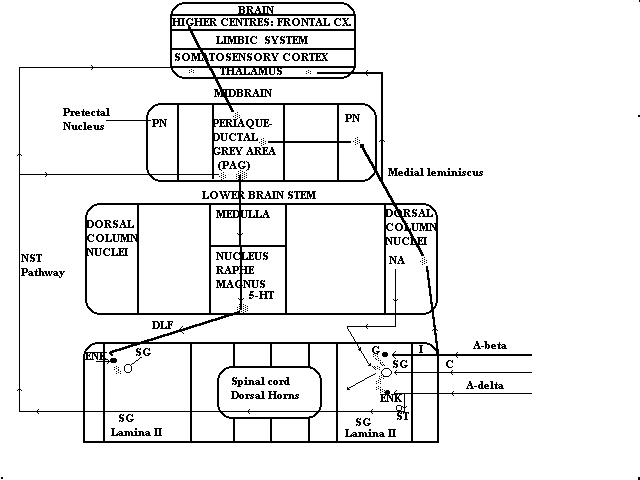 BRAIN
HIGHER CENTRES: FRONTAL CX.
LIMBIC SYSTEM
SOMATOSENSORY CORTEX
THALAMUS
MIDBRAIN
Pretectal
Nucleus
PN
PERIAQUE-
DUCTAL
GREY AREA
(PAG)
PN
Medial leminiscus
LOWER BRAIN STEM
DORSAL
COLUMN
NUCLEI
MEDULLA
NUCLEUS
RAPHE
MAGNUS
5-HT
DORSAL
COLUMN
NUCLEI
NA
NST
Pathway
DLF
ENK
SG
Spinal cord
Dorsal Horns
G
I
A-beta
SG
C
A-delta
ENK
ST
SG
Lamina II
SG
Lamina II